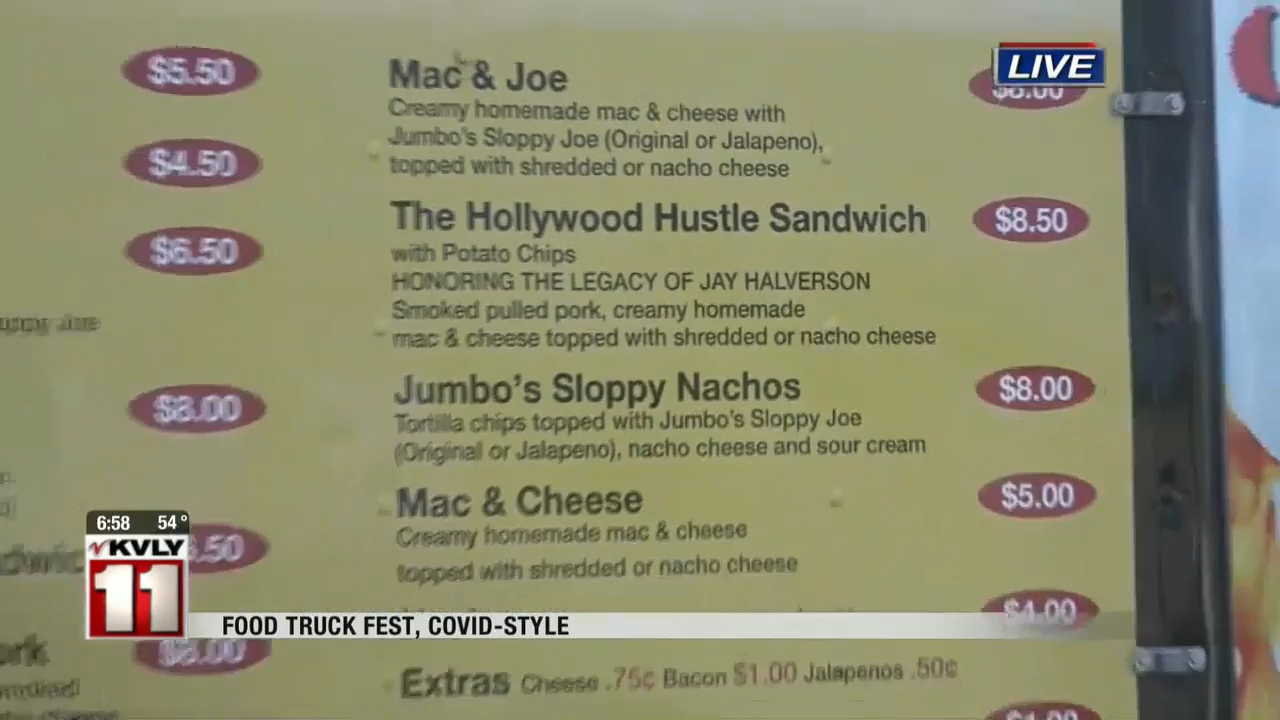 $5.50
$4.50
$6.50
$8.00
.50
Mac & Joe
Creamy homemade mac & cheese with
Jumbo's Sloppy Joe (Original or Jalapeno),
topped with shredded or nacho cheese
The Hollywood Hustle Sandwich $8.50
with Potato Chips
HONORING THE LEGACY OF JAY HALVERSON
Smoked pulled pork, creamy homemade
mac & cheese topped with shredded or nacho cheese
Jumbo's Sloppy Nachos $8.00
Tortilla chips topped with Jumbo's Sloppy Joe
(Original or Jalapeno), nacho cheese and sour cream
Mac & Cheese $5.00
Creamy homemade mac & cheese
topped with shredded or nacho cheese
$4.00
Extras Cheese .75¢ Bacon $1.00 Jalapenos .50¢
LIVE
6:58 54°
KVLY
11
FOOD TRUCK FEST, COVID-STYLE